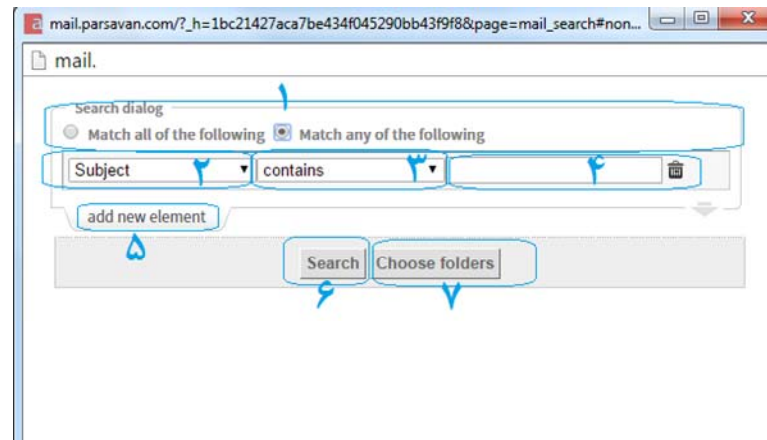 mail.parsavan.com/?_h=1bc21427aca7be434f045290bb43f9f8&page=mail_search#non...
mail.
۱
Search dialog
Match all of the following Match any of the following
Subject ۲ contains ۳ ۴
add new element
۵
Search Choose folders
۶ ۷